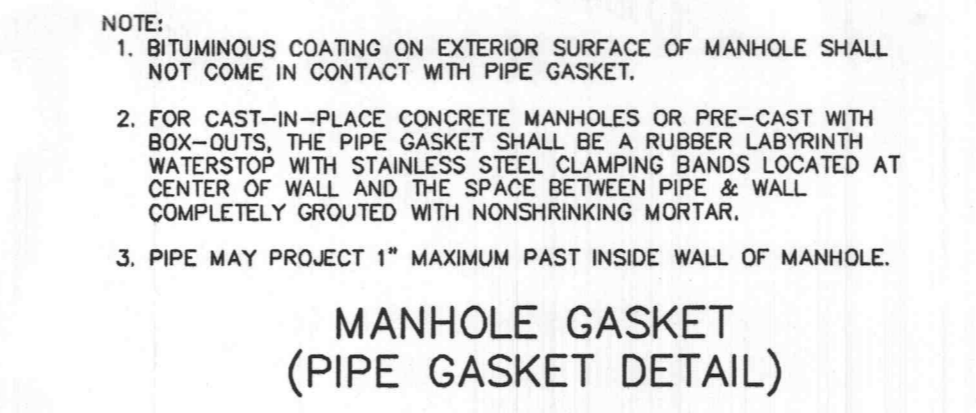 NOTE:
1. BITUMINOUS COATING ON EXTERIOR SURFACE OF MANHOLE SHALL
NOT COME IN CONTACT WITH PIPE GASKET.
2. FOR CAST-IN-PLACE CONCRETE MANHOLES OR PRE-CAST WITH
BOX-OUTS, THE PIPE GASKET SHALL BE A RUBBER LABYRINTH
WATERSTOP WITH STAINLESS STEEL CLAMPING BANDS LOCATED AT
CENTER OF WALL AND THE SPACE BETWEEN PIPE & WALL
COMPLETELY GROUTED WITH NONSHRINKING MORTAR.
3. PIPE MAY PROJECT 1" MAXIMUM PAST INSIDE WALL OF MANHOLE.
MANHOLE GASKET
(PIPE GASKET DETAIL)